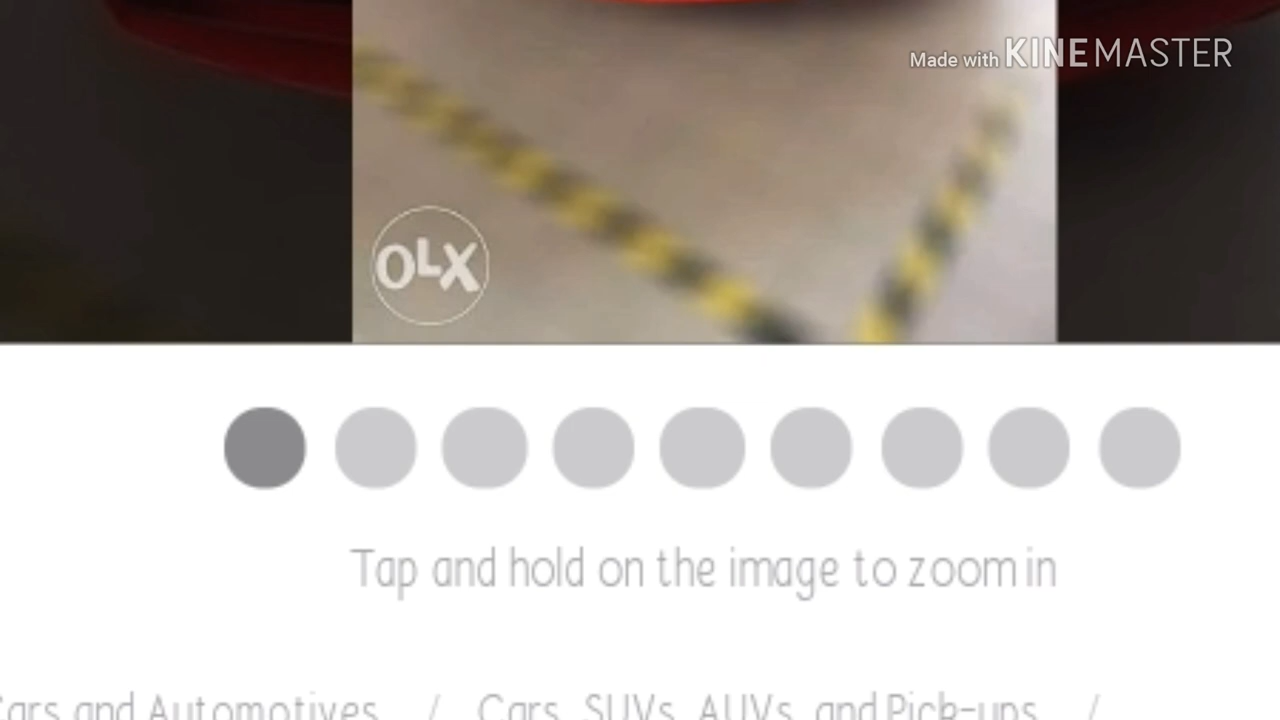 Made with KINEMASTER
OLX
Tap and hold on the image to zoom in
Cars and Automotives / Cars, SUVs, AUVs, and Pick-ups /